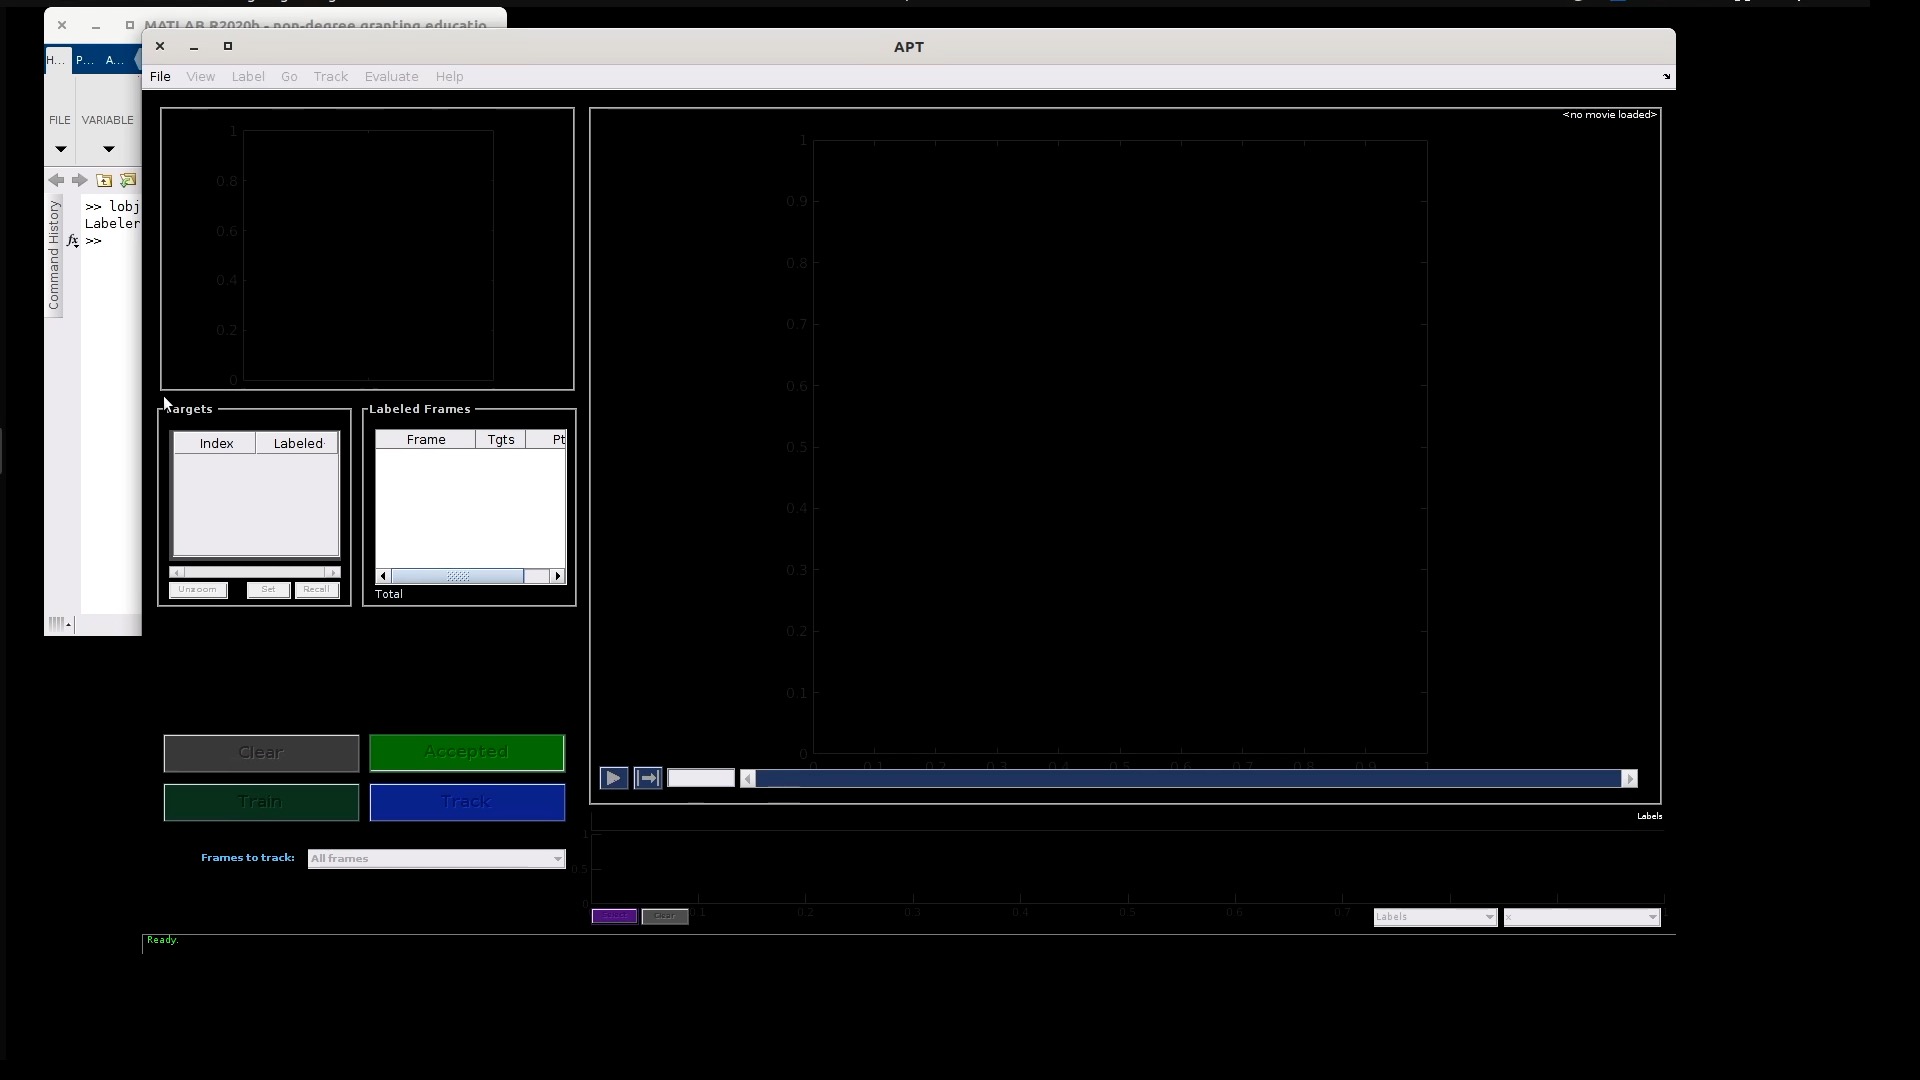 MATLAB R2020b - non-degree granting educatio
APT
H... P... A...
File View Label Go Track Evaluate Help
FILE VARIABLE
<no movie loaded>
>> lobj
Labeler
>>
fx
Command History
1
0.8
0.6
0.4
0.2
0
1
0.9
0.8
0.7
0.6
0.5
0.4
0.3
0.2
0.1
0
0 0.1 0.2 0.3 0.4 0.5 0.6 0.7 0.8 0.9 1
Targets
Index Labeled
Unzoom Set Recall
Labeled Frames
Frame Tgts Pt
Total
Clear Accepted
Train Track
Frames to track: All frames
Labels
1
0.5
0
0.1 0.2 0.3 0.4 0.5 0.6 0.7
Select Clear
Labels x
Ready.